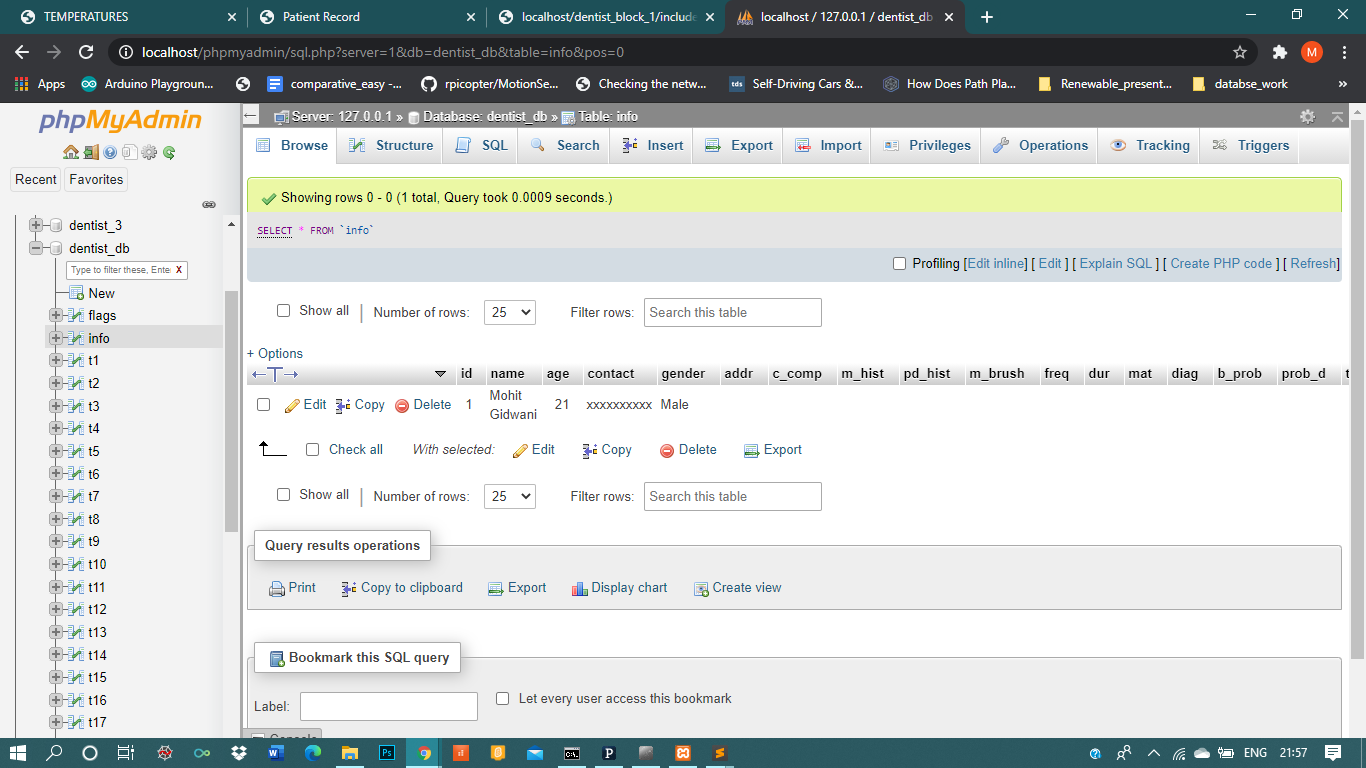 TEMPERATURES
Patient Record
localhost/dentist_block_1/include
localhost / 127.0.0.1 / dentist_db
localhost/phpmyadmin/sql.php?server=1&db=dentist_db&table=info&pos=0
M
Apps
Arduino Playgroun...
comparative_easy -...
rpicopter/MotionSe...
Checking the netw...
tds
Self-Driving Cars &...
How Does Path Pla...
Renewable_present...
databse_work
»
phpMyAdmin
Recent
Favorites
dentist_3
dentist_db
Type to filter these, Ente X
New
flags
info
t1
t2
t3
t4
t5
t6
t7
t8
t9
t10
t11
t12
t13
t14
t15
t16
t17
Server: 127.0.0.1 » Database: dentist_db » Table: info
Browse
Structure
SQL
Search
Insert
Export
Import
Privileges
Operations
Tracking
Triggers
Showing rows 0 - 0 (1 total, Query took 0.0009 seconds.)
SELECT * FROM `info`
Profiling [Edit inline] [ Edit ] [ Explain SQL ] [ Create PHP code ] [ Refresh]
Show all | Number of rows: 25 Filter rows: Search this table
+ Options
id name age contact gender addr c_comp m_hist pd_hist m_brush freq dur mat diag b_prob prob_d t
Edit Copy Delete 1 Mohit Gidwani 21 xxxxxxxxxx Male
Check all With selected: Edit Copy Delete Export
Show all | Number of rows: 25 Filter rows: Search this table
Query results operations
Print Copy to clipboard Export Display chart Create view
Bookmark this SQL query
Label: Let every user access this bookmark
Console
ENG
21:57